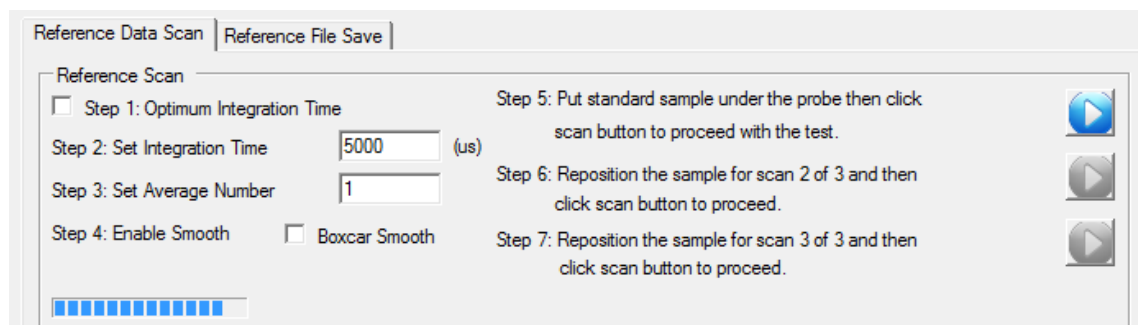 Reference Data Scan
Reference File Save
Reference Scan
Step 1: Optimum Integration Time
Step 2: Set Integration Time 5000 (us)
Step 3: Set Average Number 1
Step 4: Enable Smooth Boxcar Smooth
Step 5: Put standard sample under the probe then click
scan button to proceed with the test.
Step 6: Reposition the sample for scan 2 of 3 and then
click scan button to proceed.
Step 7: Reposition the sample for scan 3 of 3 and then
click scan button to proceed.